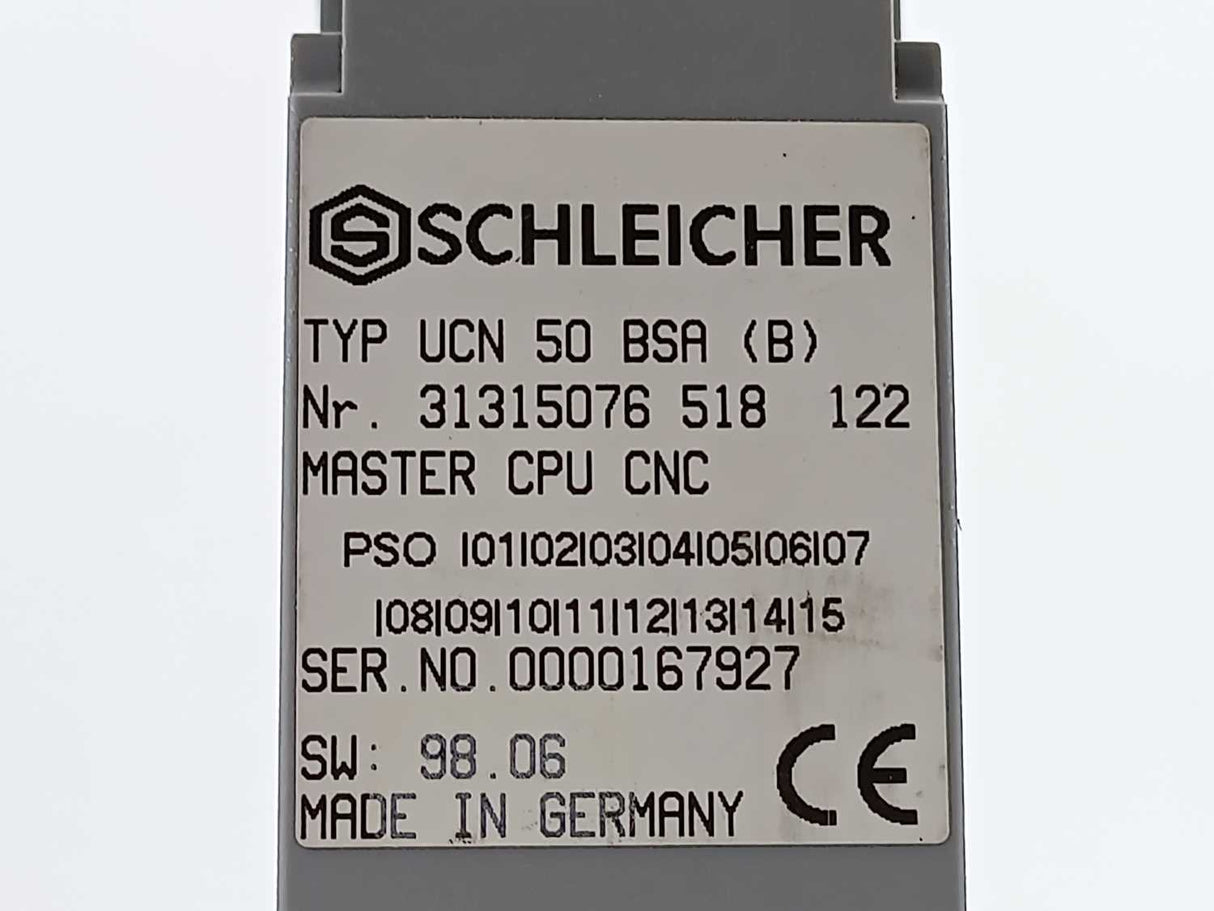 SCHLEICHER
TYP UCN 50 BSA (B)
Nr. 31315076 518 122
MASTER CPU CNC
PSO |01|02|03|04|05|06|07
|08|09|10|11|12|13|14|15
SER.NO.0000167927
SW: 98.06
MADE IN GERMANY CE